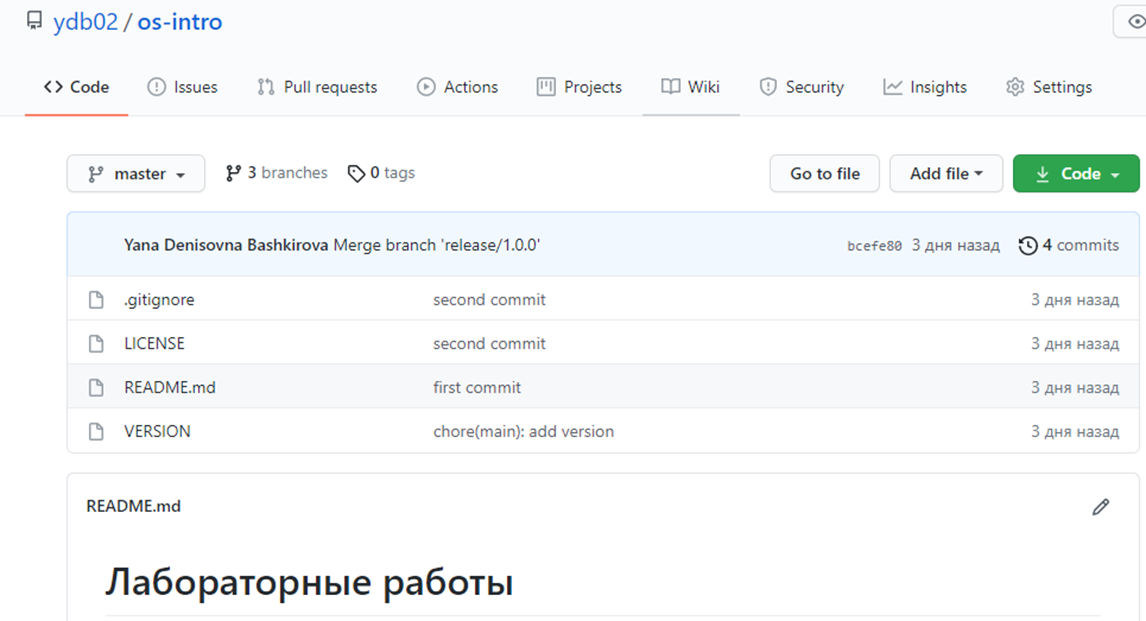 ydb02 / os-intro
Code Issues Pull requests Actions Projects Wiki Security Insights Settings
master 3 branches 0 tags Go to file Add file Code
Yana Denisovna Bashkirova Merge branch 'release/1.0.0' bcefe80 3 дня назад 4 commits
.gitignore second commit 3 дня назад
LICENSE second commit 3 дня назад
README.md first commit 3 дня назад
VERSION chore(main): add version 3 дня назад
README.md
Лабораторные работы